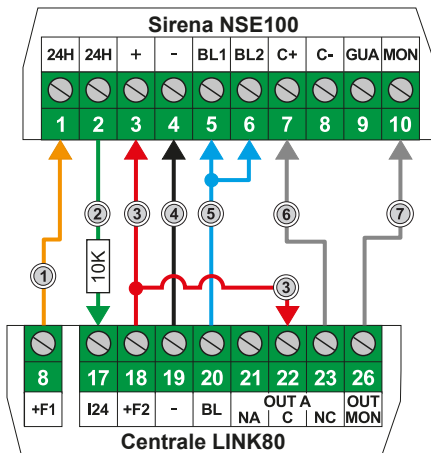 Sirena NSE100
24H 24H + - BL1 BL2 C+ C- GUA MON
1 2 3 4 5 6 7 8 9 10
2 3 4 5 6 7
1 10K 3
8 17 18 19 20 21 22 23 26
+F1 I24 +F2 - BL OUT A OUT
NA C NC MON
Centrale LINK80